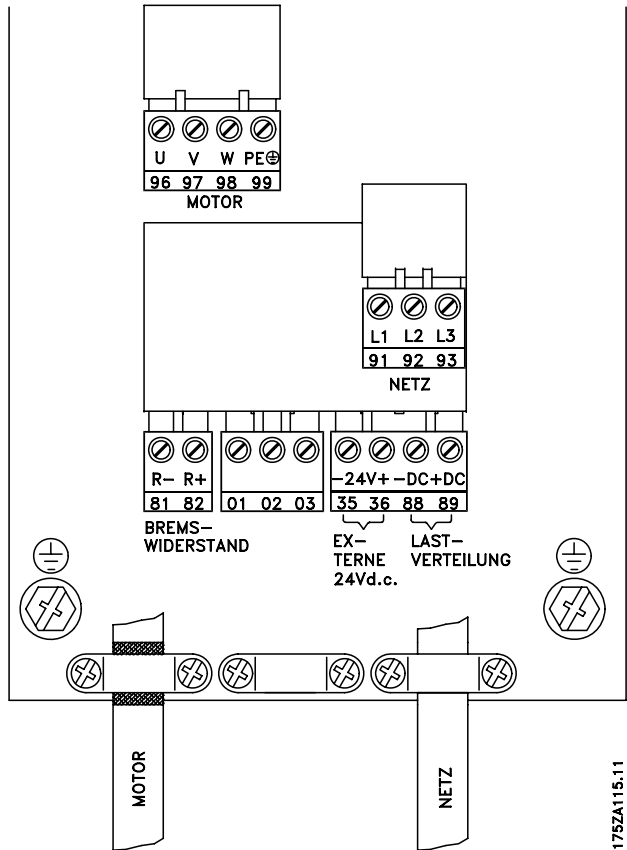 U V W PE
96 97 98 99
MOTOR
L1 L2 L3
91 92 93
NETZ
R- R+
81 82
01 02 03
-24V+ -DC+DC
35 36 88 89
BREMS-
WIDERSTAND
EX-
TERNE
24Vd.c.
LAST-
VERTEILUNG
MOTOR
NETZ
175ZA115.11